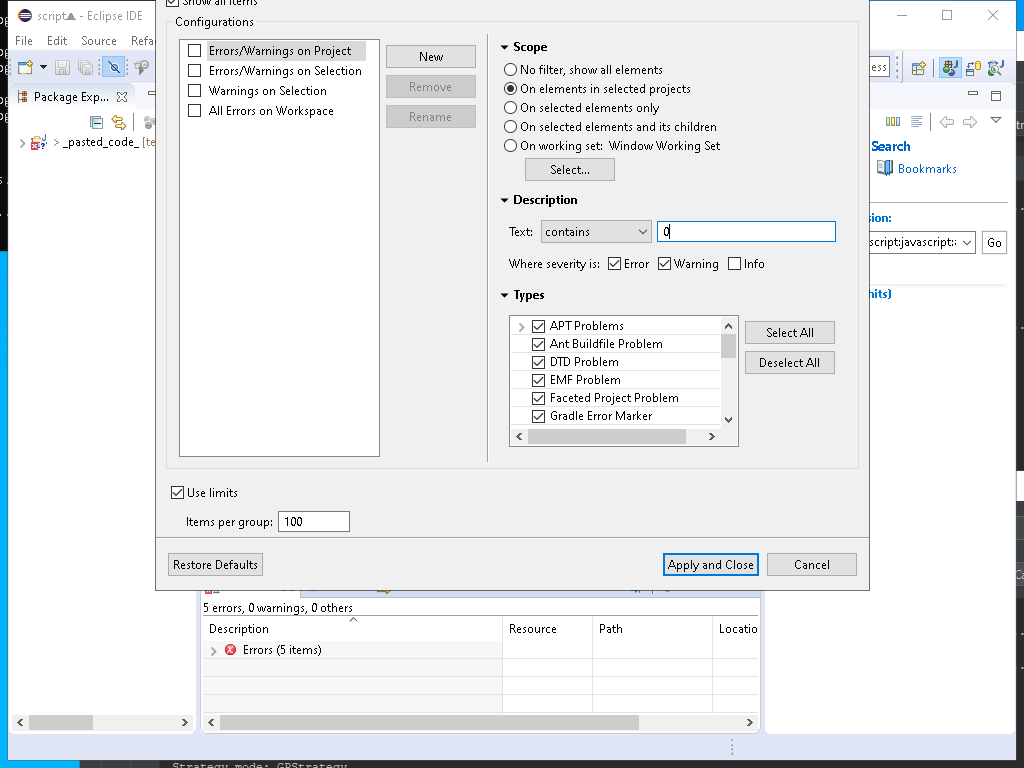 Show all items
script▲ - Eclipse IDE
Configurations
File Edit Source Refa
Errors/Warnings on Project
Errors/Warnings on Selection
Warnings on Selection
All Errors on Workspace
New
Remove
Rename
Scope
No filter, show all elements
On elements in selected projects
On selected elements only
On selected elements and its children
On working set: Window Working Set
Select...
Description
Text: contains 0
Where severity is: Error Warning Info
Types
APT Problems
Ant Buildfile Problem
DTD Problem
EMF Problem
Faceted Project Problem
Gradle Error Marker
Select All
Deselect All
Use limits
Items per group: 100
Restore Defaults
Apply and Close
Cancel
Package Exp...
> _pasted_code_ [te
ess
Search
Bookmarks
sion:
script:javascript:
Go
hits)
5 errors, 0 warnings, 0 others
Description Resource Path Locatio
Errors (5 items)
Strategy mode: GPStrategy